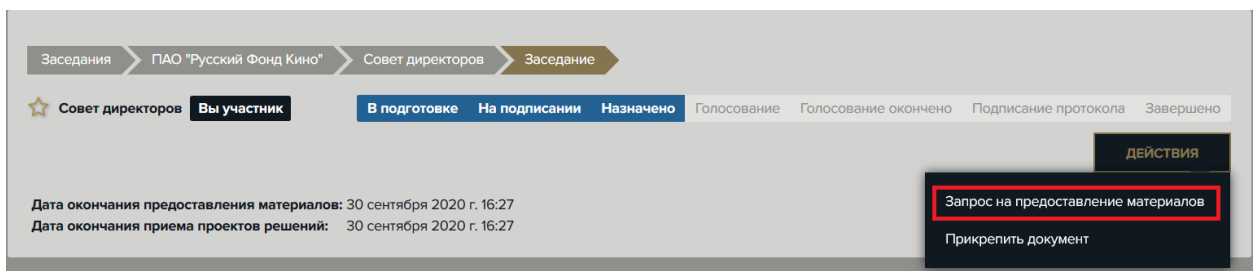 Заседания ПАО "Русский Фонд Кино" Совет директоров Заседание
Совет директоров Вы участник В подготовке На подписании Назначено Голосование Голосование окончено Подписание протокола Завершено
ДЕЙСТВИЯ
Запрос на предоставление материалов
Прикрепить документ
Дата окончания предоставления материалов: 30 сентября 2020 г. 16:27
Дата окончания приема проектов решений: 30 сентября 2020 г. 16:27